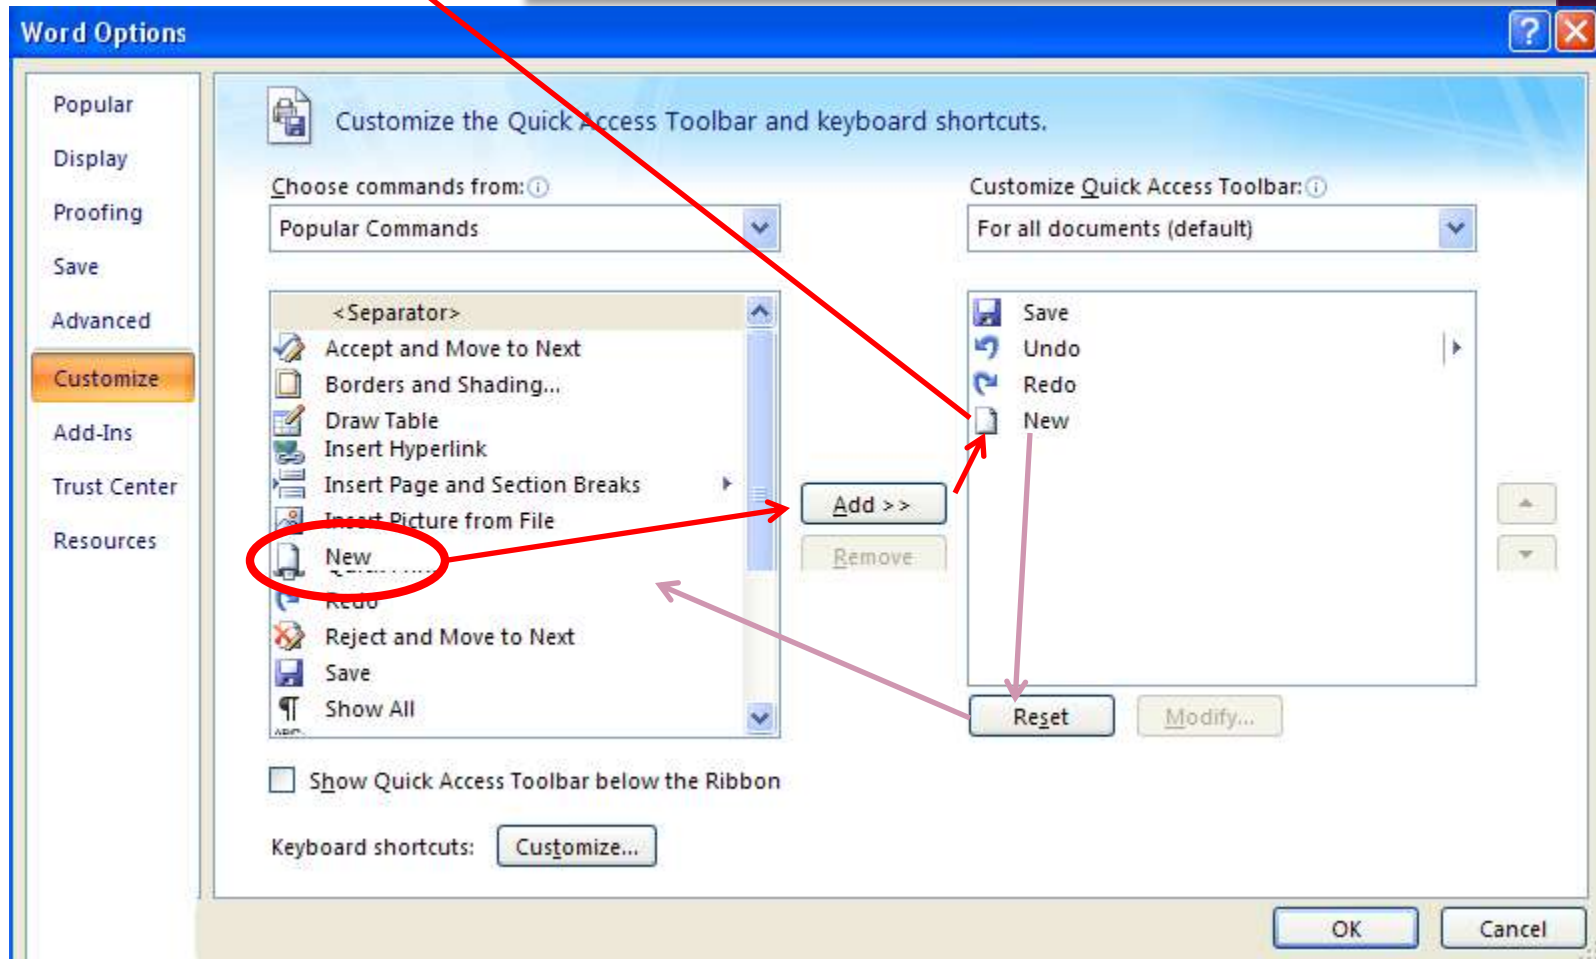 Word Options
Popular
Display
Proofing
Save
Advanced
Customize
Add-Ins
Trust Center
Resources
Customize the Quick Access Toolbar and keyboard shortcuts.
Choose commands from:
Popular Commands
<Separator>
Accept and Move to Next
Borders and Shading...
Draw Table
Insert Hyperlink
Insert Page and Section Breaks
Insert Picture from File
New
Redo
Reject and Move to Next
Save
Show All
Add >>
Remove
Customize Quick Access Toolbar:
For all documents (default)
Save
Undo
Redo
New
Reset
Modify...
Show Quick Access Toolbar below the Ribbon
Keyboard shortcuts:
Customize...
OK
Cancel